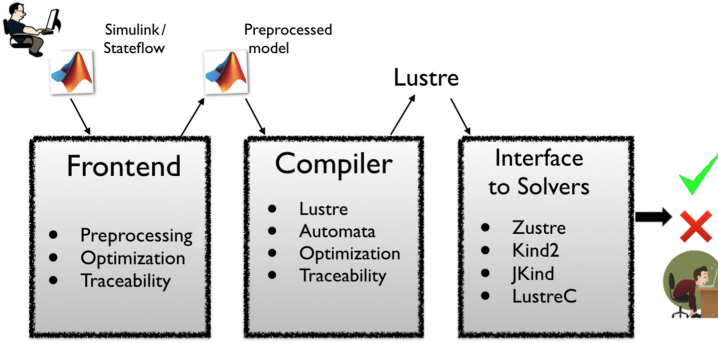 Simulink/
Stateflow
Preprocessed
model
Lustre
Frontend
• Preprocessing
• Optimization
• Traceability
Compiler
• Lustre
• Automata
• Optimization
• Traceability
Interface
to Solvers
• Zustre
• Kind2
• JKind
• LustreC